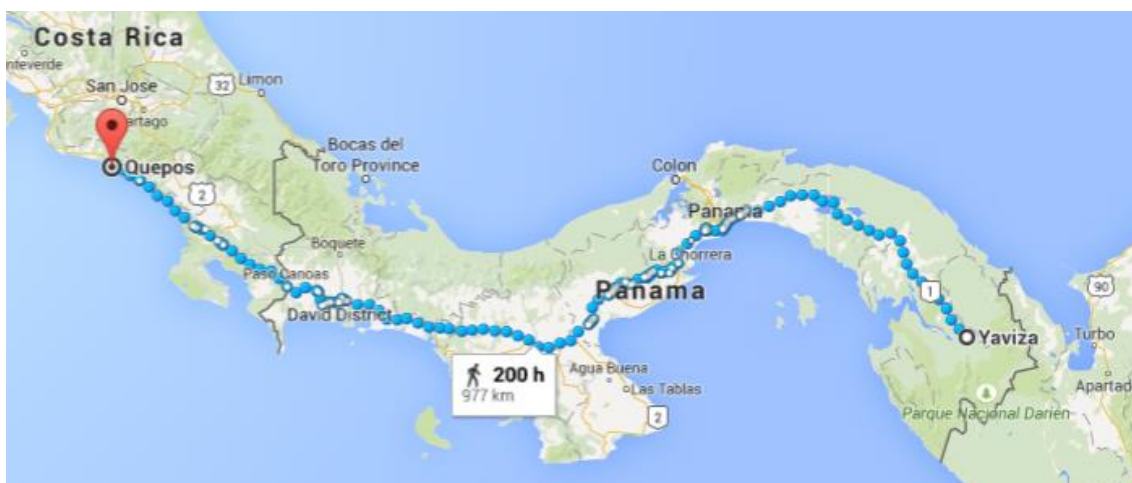 Costa Rica
nteverde
San Jose
Limon
32
artago
Quepos
2
Bocas del
Toro Province
Boquete
Paso Canoas
David District
Colon
Panama
La Chorrera
Panama
200 h
977 km
Agua Buena
Las Tablas
2
1
Yaviza
Parque Nacional Darien
90
Turbo
Apartad